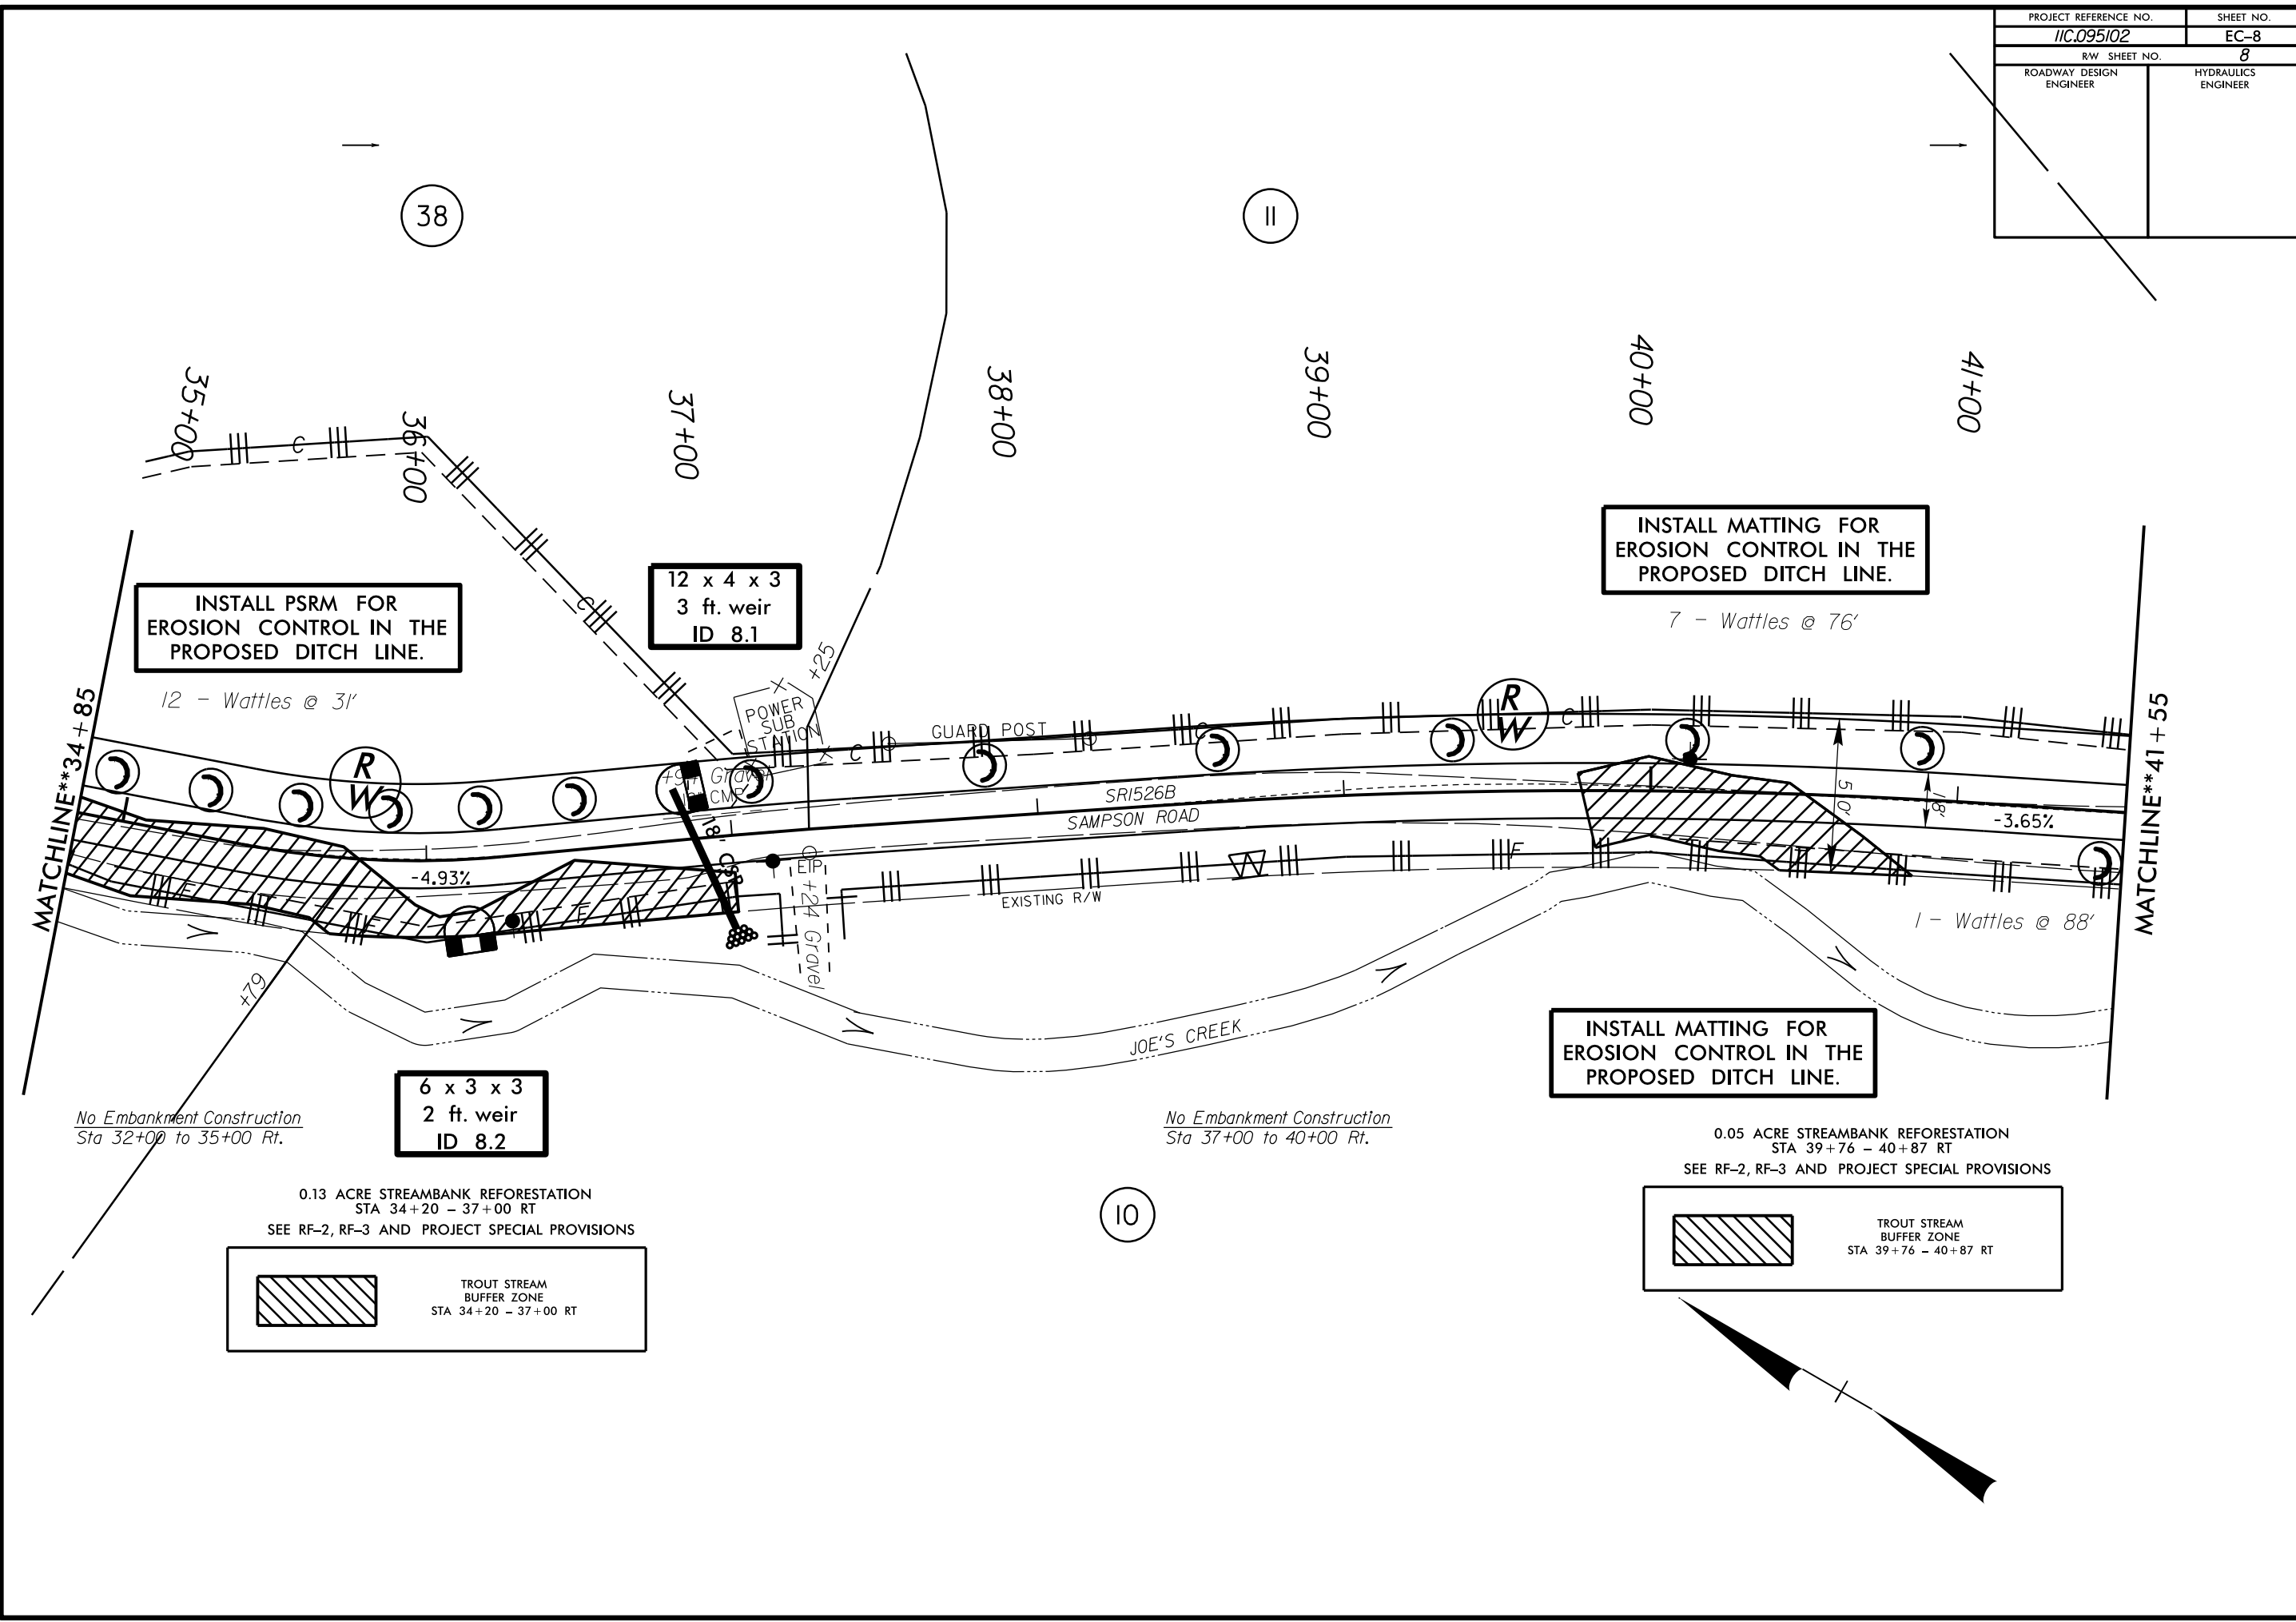 PROJECT REFERENCE NO.
SHEET NO.
11C.095102
EC-8
RW SHEET NO.
8
ROADWAY DESIGN
ENGINEER
HYDRAULICS
ENGINEER
38
11
35+00
36+00
37+00
38+00
39+00
40+00
41+00
C
C
INSTALL PSRM FOR
EROSION CONTROL IN THE
PROPOSED DITCH LINE.
12 - Wattles @ 31'
12 x 4 x 3
3 ft. weir
ID 8.1
INSTALL MATTING FOR
EROSION CONTROL IN THE
PROPOSED DITCH LINE.
7 - Wattles @ 76'
MATCHLINE**34+85
MATCHLINE**41+55
+25
POWER
SUB
STATION
GUARD POST
C
C
C
R
W
R
W
+94 Gravel
CMP
18" CSP
SR1526B
SAMPSON ROAD
51.0'
18'
-3.65%
-4.93%
EIP
+24 Gravel
EXISTING R/W
F
F
F
F
1 - Wattles @ 88'
+79
JOE'S CREEK
INSTALL MATTING FOR
EROSION CONTROL IN THE
PROPOSED DITCH LINE.
No Embankment Construction
Sta 32+00 to 35+00 Rt.
6 x 3 x 3
2 ft. weir
ID 8.2
No Embankment Construction
Sta 37+00 to 40+00 Rt.
0.05 ACRE STREAMBANK REFORESTATION
STA 39+76 - 40+87 RT
SEE RF-2, RF-3 AND PROJECT SPECIAL PROVISIONS
TROUT STREAM
BUFFER ZONE
STA 39+76 - 40+87 RT
0.13 ACRE STREAMBANK REFORESTATION
STA 34+20 - 37+00 RT
SEE RF-2, RF-3 AND PROJECT SPECIAL PROVISIONS
TROUT STREAM
BUFFER ZONE
STA 34+20 - 37+00 RT
10